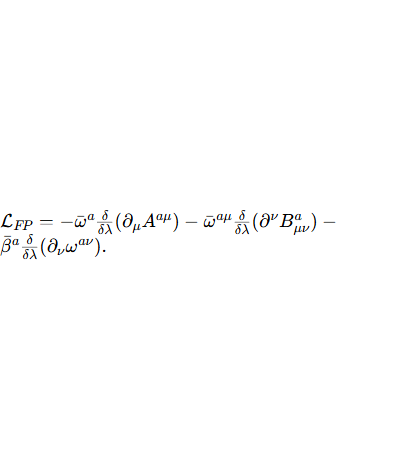 $\mathcal{L}_{FP} = -\bar{\omega}^{a}\frac{\delta}{\delta\lambda}(\partial_{\mu}A^{a\mu}) - \bar{\omega}^{a\mu}\frac{\delta}{\delta\lambda}(\partial^{\nu}B^{a}_{\mu\nu}) -$
$\bar{\beta}^{a}\frac{\delta}{\delta\lambda}(\partial_{\nu}\omega^{a\nu}).$